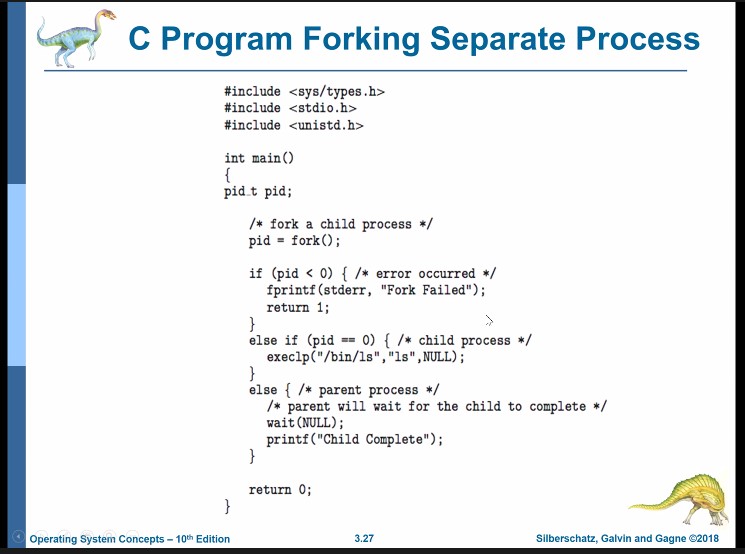 C Program Forking Separate Process
#include <sys/types.h>
#include <stdio.h>
#include <unistd.h>
int main()
{
pid_t pid;
/* fork a child process */
pid = fork();
if (pid < 0) { /* error occurred */
fprintf(stderr, "Fork Failed");
return 1;
}
else if (pid == 0) { /* child process */
execlp("/bin/ls","ls",NULL);
}
else { /* parent process */
/* parent will wait for the child to complete */
wait(NULL);
printf("Child Complete");
}
return 0;
}
Operating System Concepts – 10th Edition
3.27
Silberschatz, Galvin and Gagne ©2018